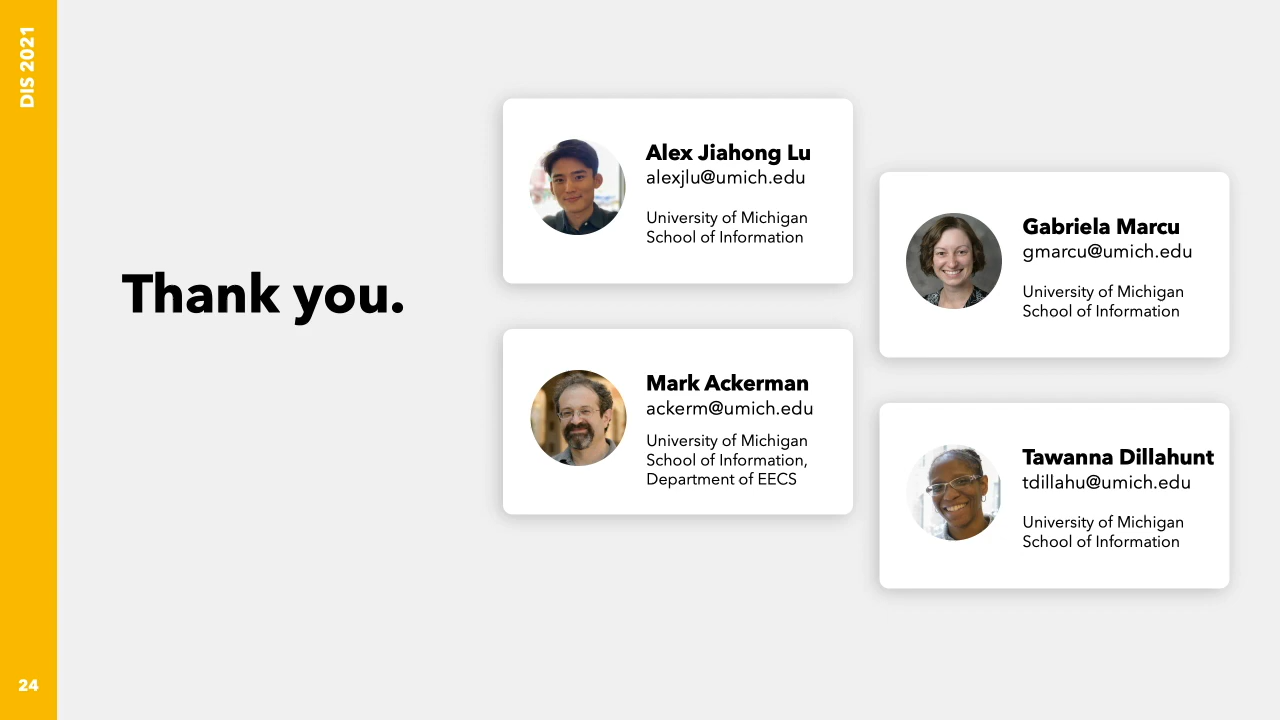 DIS 2021
Thank you.
Alex Jiahong Lu
alexjlu@umich.edu
University of Michigan
School of Information
Mark Ackerman
ackerm@umich.edu
University of Michigan
School of Information,
Department of EECS
Gabriela Marcu
gmarcu@umich.edu
University of Michigan
School of Information
Tawanna Dillahunt
tdillahu@umich.edu
University of Michigan
School of Information
24